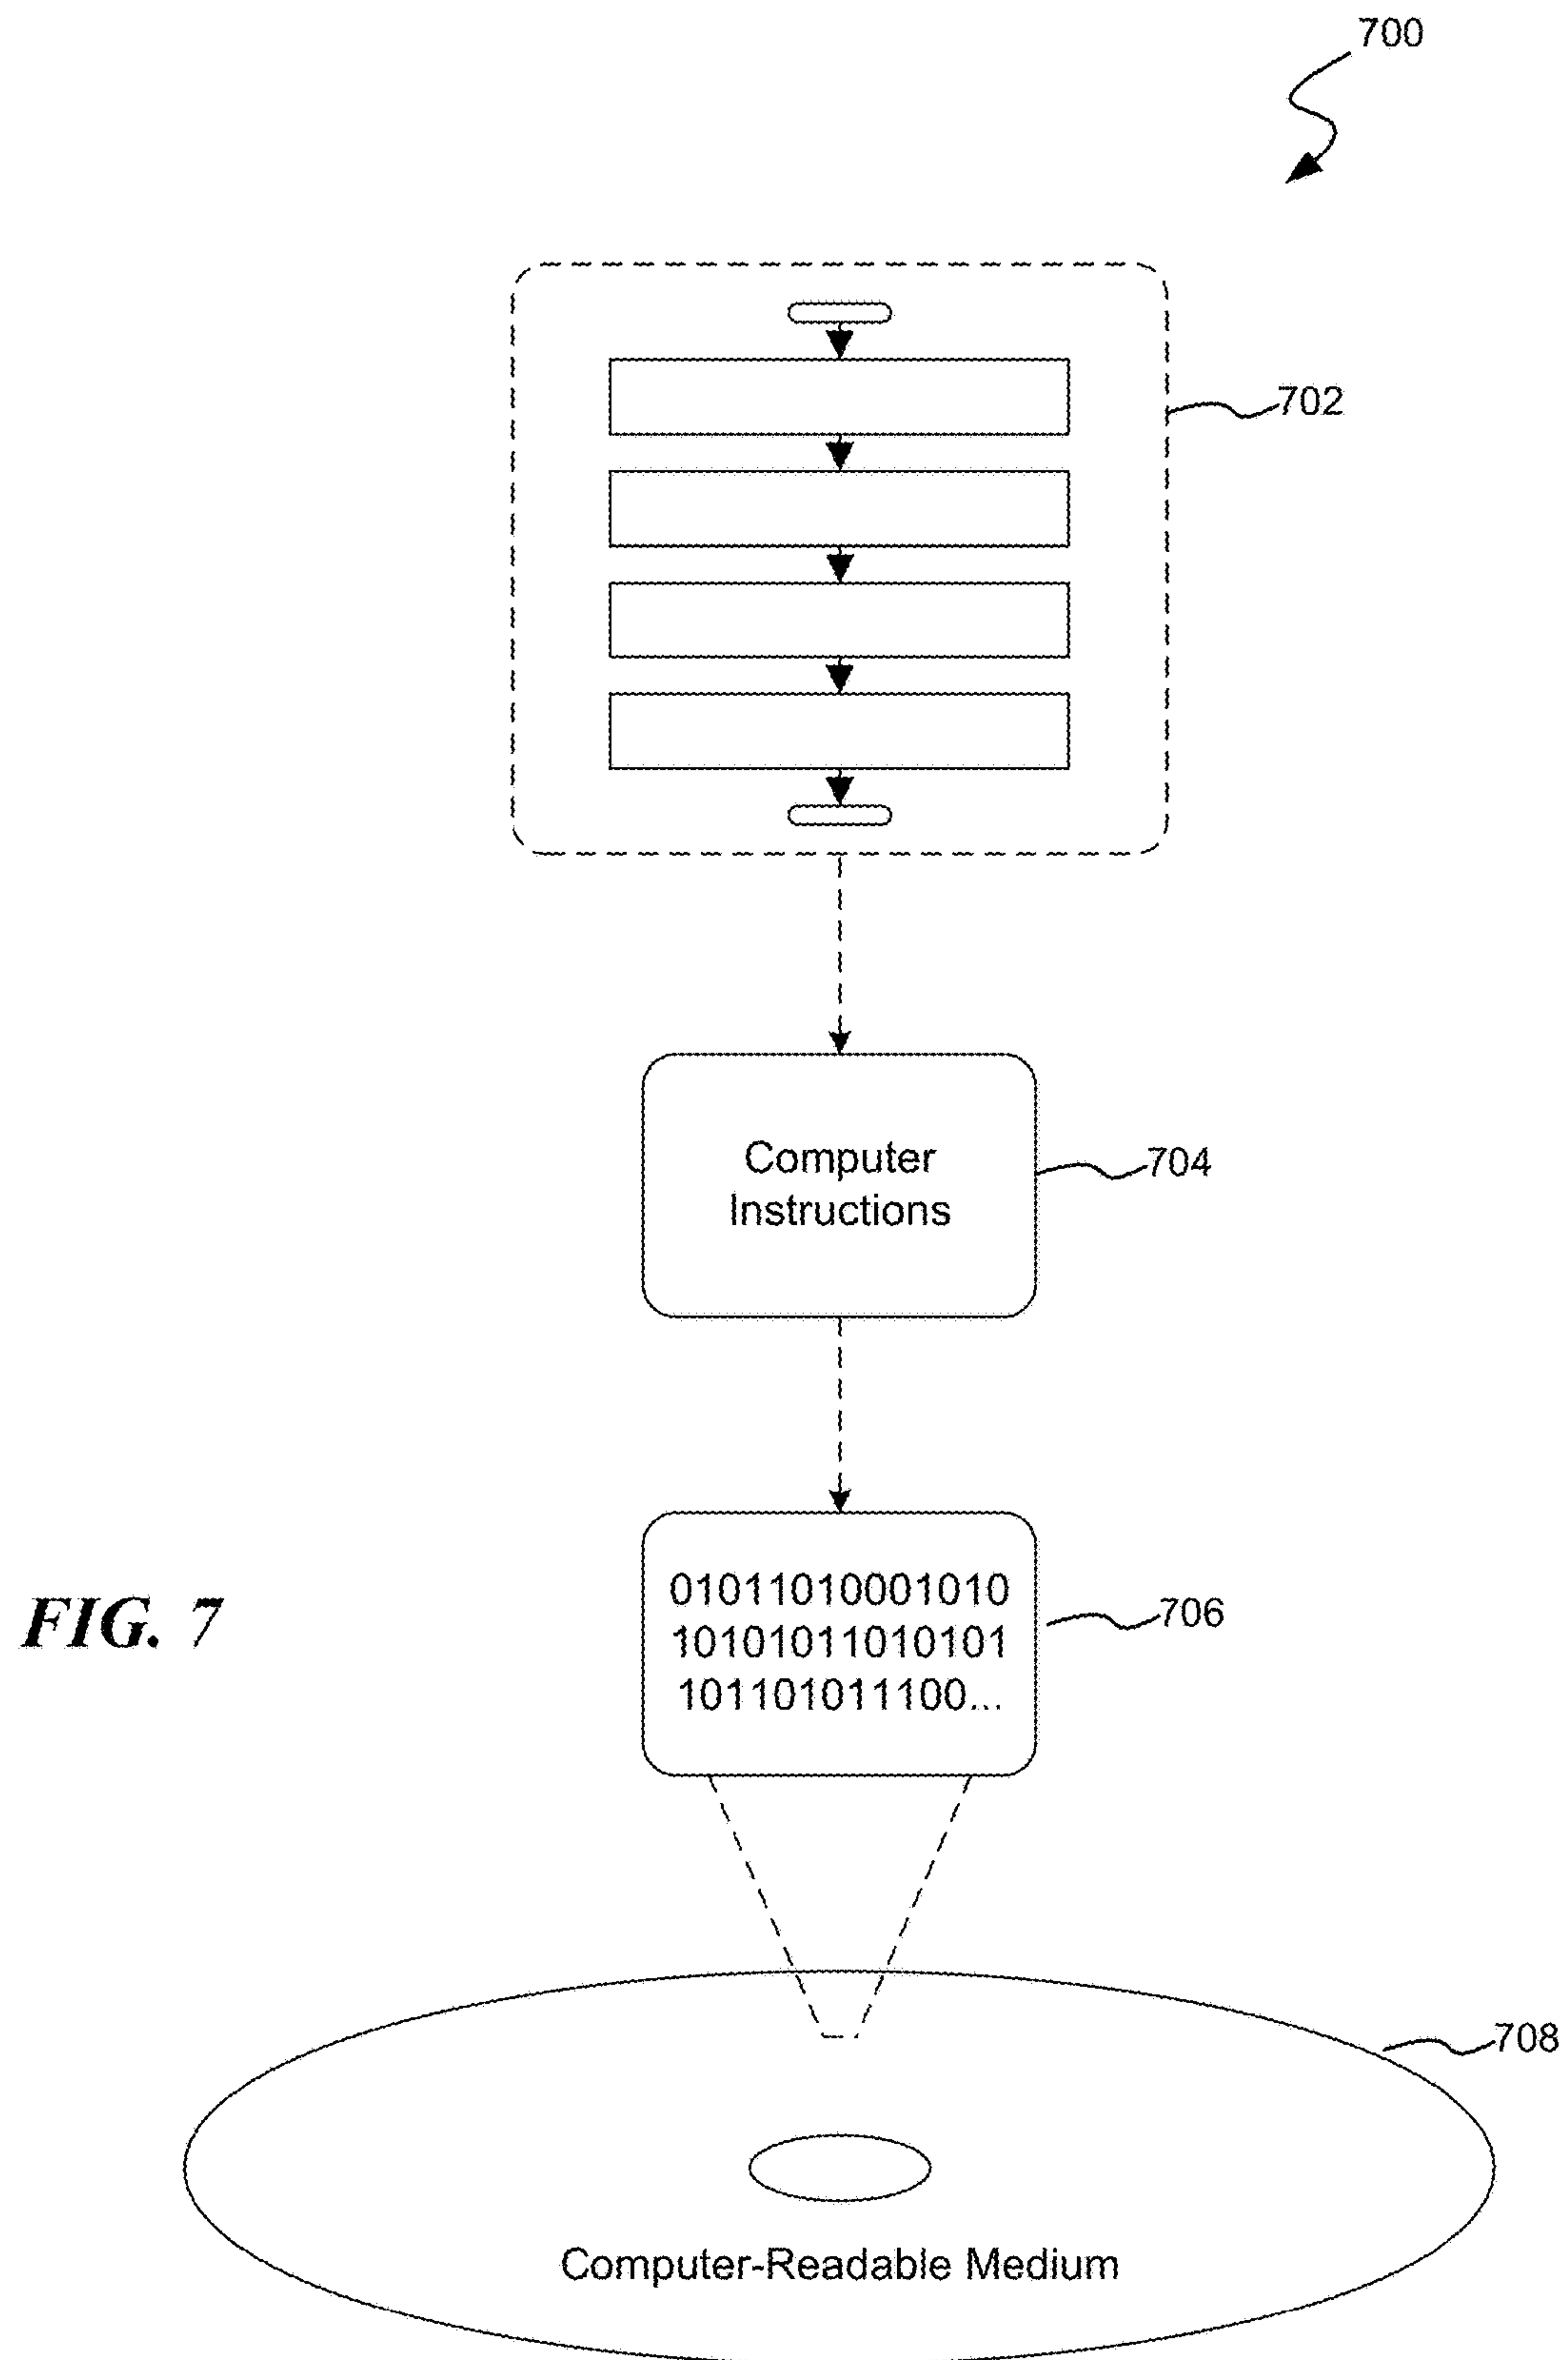 700
702
Computer
Instructions
704
01011010001010
10101011010101
101101011100...
706
FIG. 7
708
Computer-Readable Medium